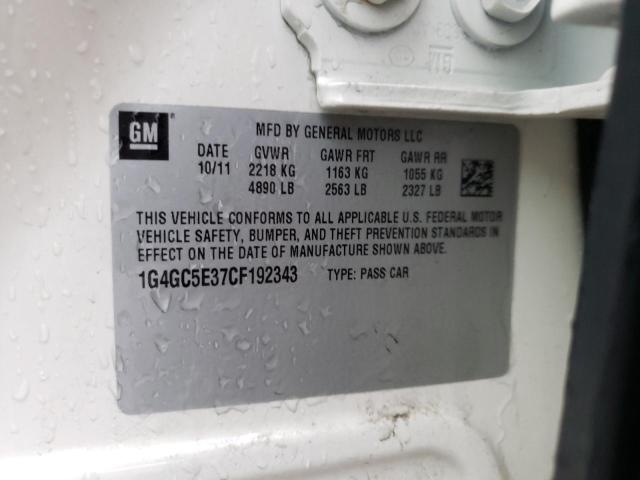 GM
MFD BY GENERAL MOTORS LLC
DATE GVWR GAWR FRT GAWR RR
10/11 2218 KG 1163 KG 1055 KG
4890 LB 2563 LB 2327 LB
THIS VEHICLE CONFORMS TO ALL APPLICABLE U.S. FEDERAL MOTOR
VEHICLE SAFETY, BUMPER, AND THEFT PREVENTION STANDARDS IN
EFFECT ON THE DATE OF MANUFACTURE SHOWN ABOVE.
1G4GC5E37CF192343 TYPE: PASS CAR